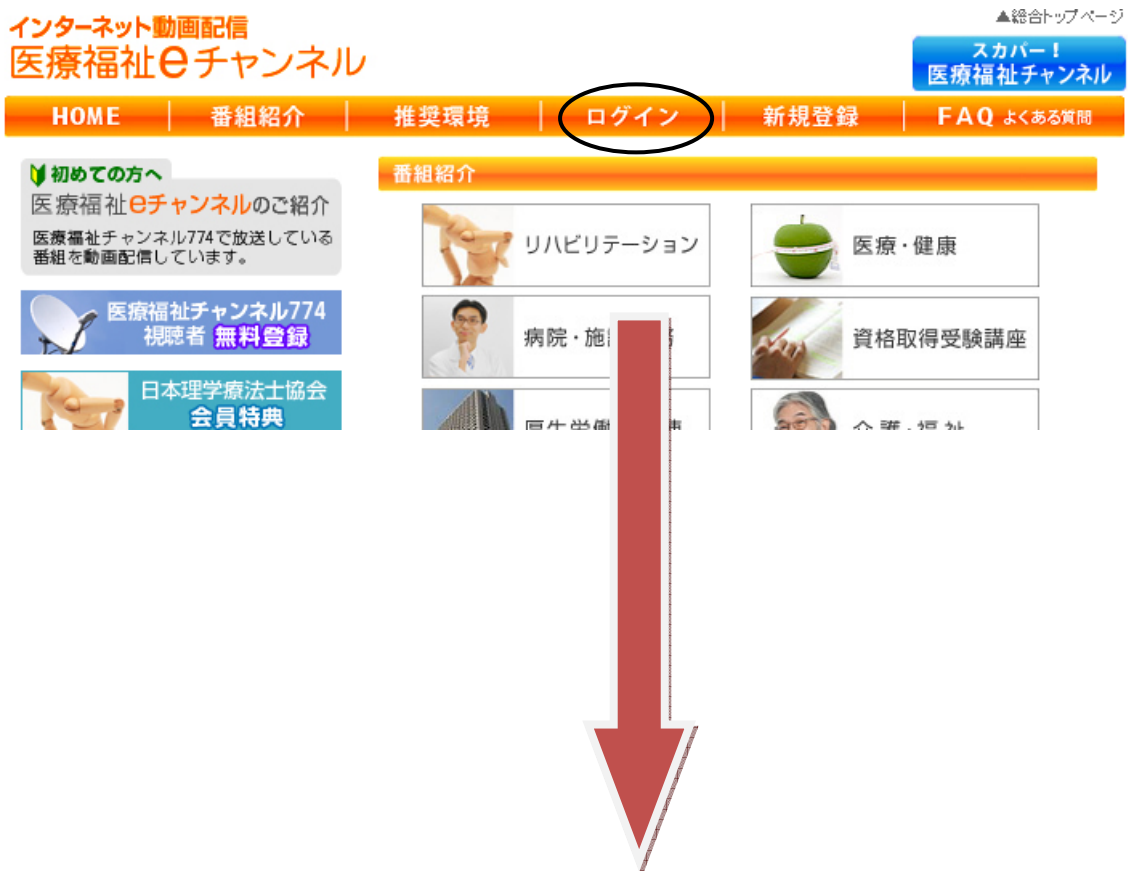 ▲総合トップページ
インターネット動画配信
医療福祉eチャンネル
スカパー！
医療福祉チャンネル
HOME
番組紹介
推奨環境
ログイン
新規登録
FAQ よくある質問
初めての方へ
医療福祉eチャンネルのご紹介
医療福祉チャンネル774で放送している
番組を動画配信しています。
医療福祉チャンネル774
視聴者 無料登録
日本理学療法士協会
会員特典
番組紹介
リハビリテーション
医療・健康
病院・施
資格取得受験講座
厚生労働
介護・福祉